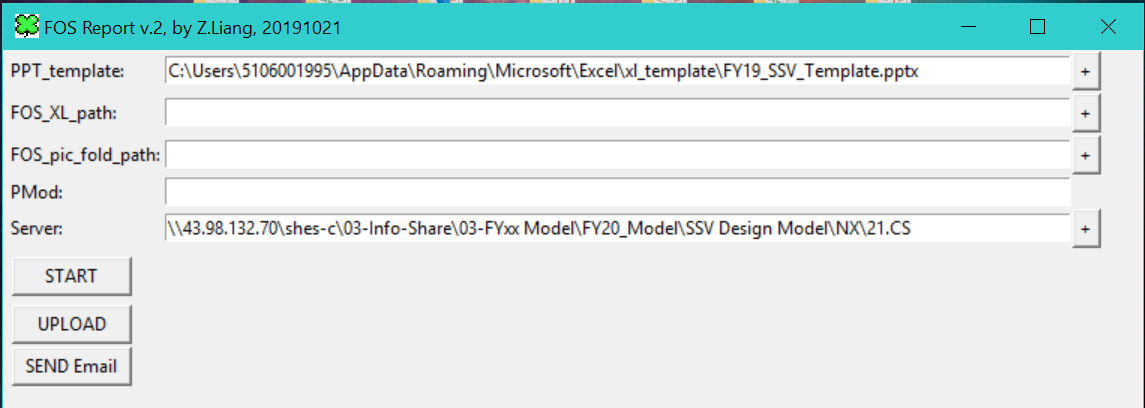 FOS Report v.2, by Z.Liang, 20191021
PPT_template: C:\Users\5106001995\AppData\Roaming\Microsoft\Excel\xl_template\FY19_SSV_Template.pptx +
FOS_XL_path: +
FOS_pic_fold_path: +
PMod:
Server: \\43.98.132.70\shes-c\03-Info-Share\03-FYxx Model\FY20_Model\SSV Design Model\NX\21.CS +
START
UPLOAD
SEND Email